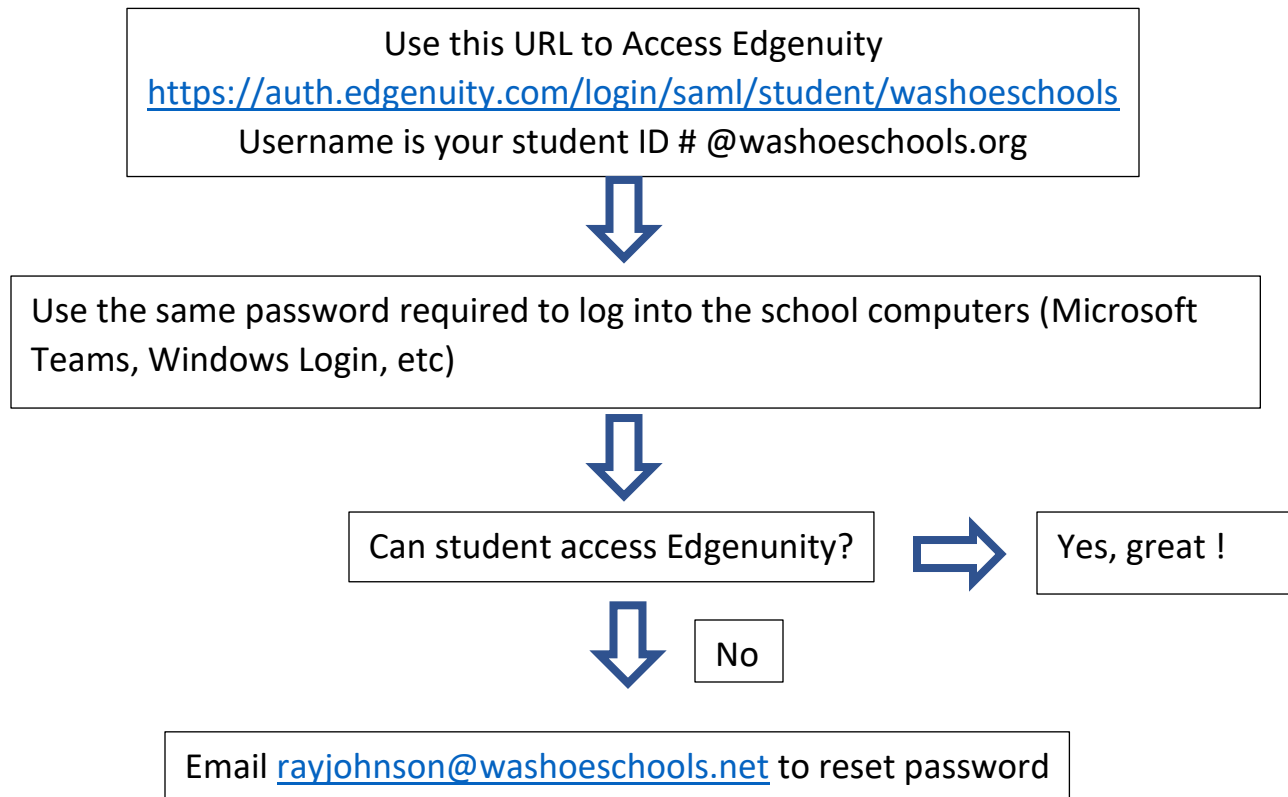 Use this URL to Access Edgenuity
https://auth.edgenuity.com/login/saml/student/washoeschools
Username is your student ID # @washoeschools.org
Use the same password required to log into the school computers (Microsoft
Teams, Windows Login, etc)
Can student access Edgenunity?
Yes, great !
No
Email rayjohnson@washoeschools.net to reset password